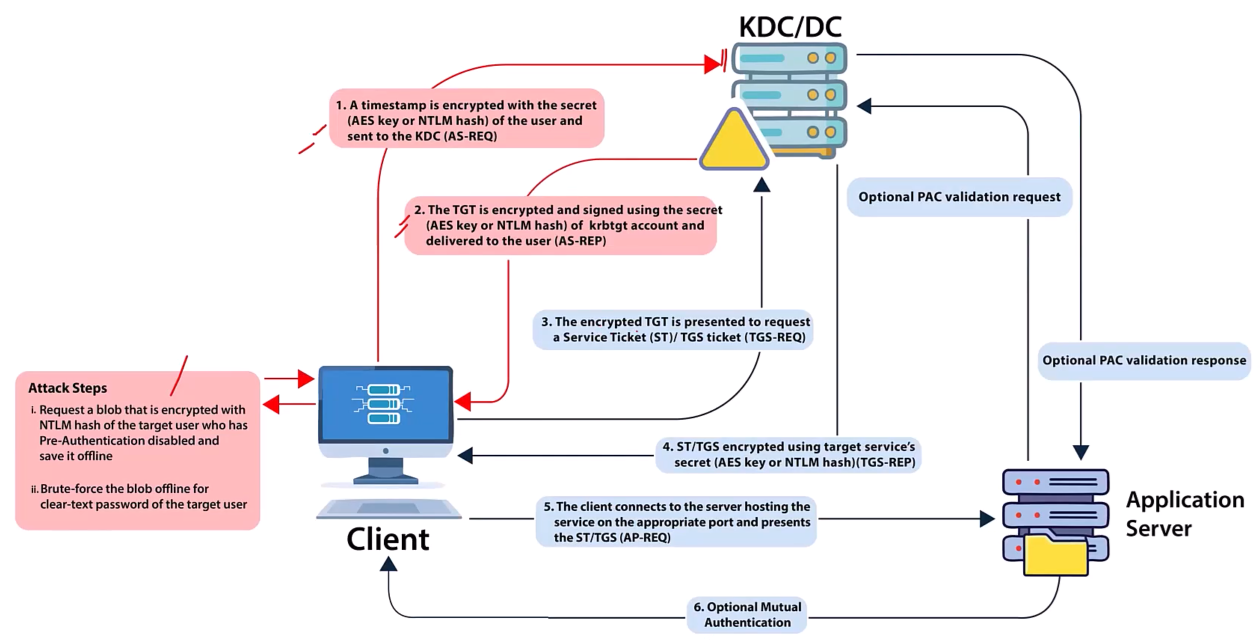 KDC/DC
1. A timestamp is encrypted with the secret
(AES key or NTLM hash) of the user and
sent to the KDC (AS-REQ)
2. The TGT is encrypted and signed using the secret
(AES key or NTLM hash) of krbtgt account and
delivered to the user (AS-REP)
Optional PAC validation request
3. The encrypted TGT is presented to request
a Service Ticket (ST)/ TGS ticket (TGS-REQ)
Optional PAC validation response
Attack Steps
i. Request a blob that is encrypted with
NTLM hash of the target user who has
Pre-Authentication disabled and
save it offline
ii. Brute-force the blob offline for
clear-text password of the target user
4. ST/TGS encrypted using target service's
secret (AES key or NTLM hash)(TGS-REP)
5. The client connects to the server hosting the
service on the appropriate port and presents
the ST/TGS (AP-REQ)
Application
Server
Client
6. Optional Mutual
Authentication